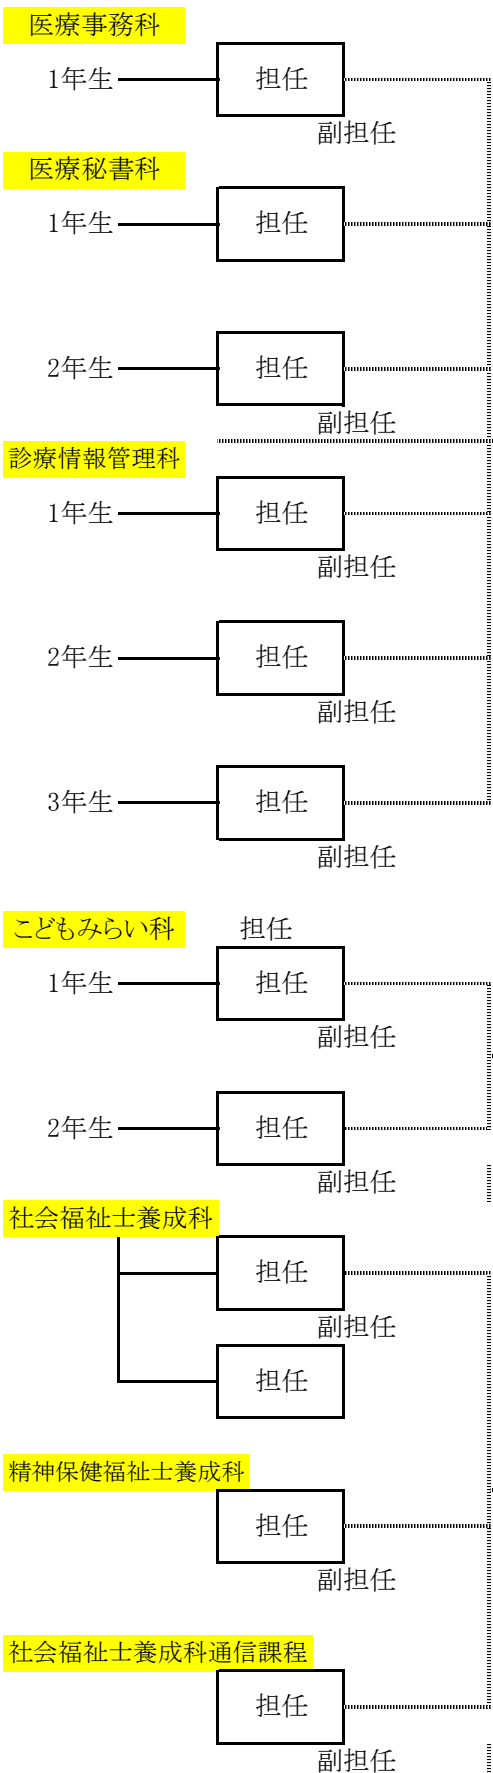 医療事務科
1年生 担任
副担任
医療秘書科
1年生 担任
2年生 担任
副担任
診療情報管理科
1年生 担任
副担任
2年生 担任
副担任
3年生 担任
副担任
こどもみらい科 担任
1年生 担任
副担任
2年生 担任
副担任
社会福祉士養成科
担任
副担任
担任
精神保健福祉士養成科
担任
副担任
社会福祉士養成科通信課程
担任
副担任